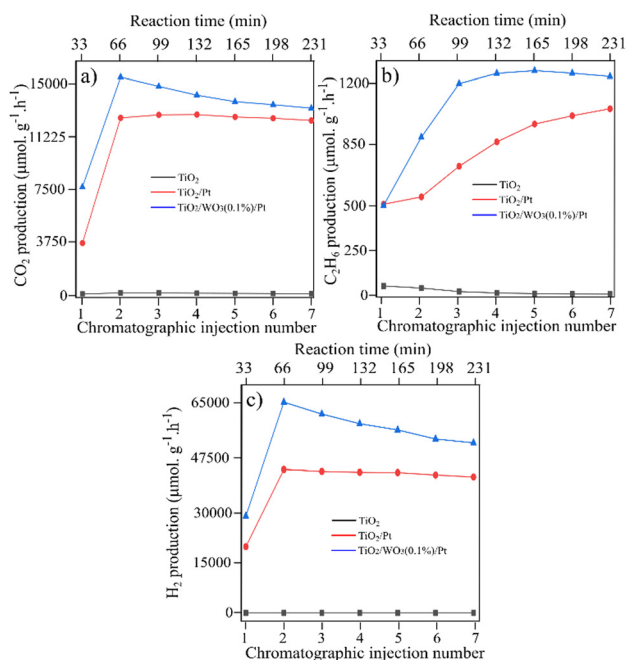 Reaction time (min)
33 66 99 132 165 198 231
a)
15000
11225
7500
3750
0
CO₂ production (μmol. g⁻¹.h⁻¹)
TiO₂
TiO₂/Pt
TiO₂/WO₃(0.1%)/Pt
1 2 3 4 5 6 7
Chromatographic injection number
Reaction time (min)
33 66 99 132 165 198 231
b)
1200
850
500
250
0
C₂H₆ production (μmol. g⁻¹.h⁻¹)
TiO₂
TiO₂/Pt
TiO₂/WO₃(0.1%)/Pt
1 2 3 4 5 6 7
Chromatographic injection number
Reaction time (min)
33 66 99 132 165 198 231
c)
65000
47500
30000
15000
0
H₂ production (μmol. g⁻¹.h⁻¹)
TiO₂
TiO₂/Pt
TiO₂/WO₃(0.1%)/Pt
1 2 3 4 5 6 7
Chromatographic injection number